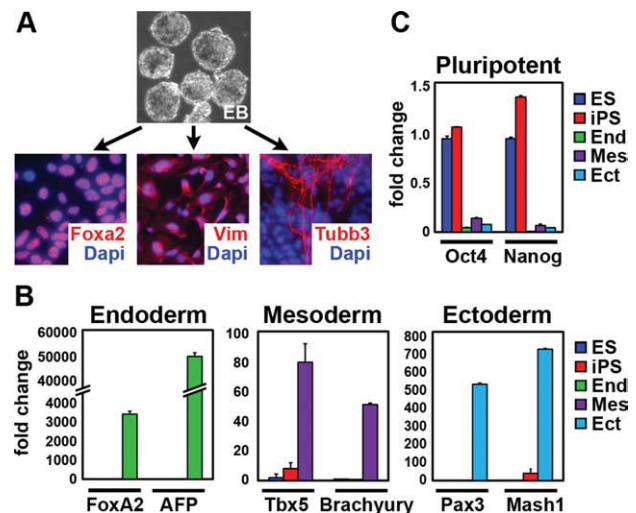 A
EB
Foxa2
Dapi
Vim
Dapi
Tubb3
Dapi
C
Pluripotent
fold change
1.5
1.0
0.5
0
Oct4 Nanog
ES
iPS
End
Mes
Ect
B
Endoderm
fold change
60000
50000
40000
4000
3000
2000
1000
0
FoxA2 AFP
Mesoderm
100
80
60
40
20
0
Tbx5 Brachyury
Ectoderm
800
700
600
500
400
300
200
100
0
Pax3 Mash1
ES
iPS
End
Mes
Ect